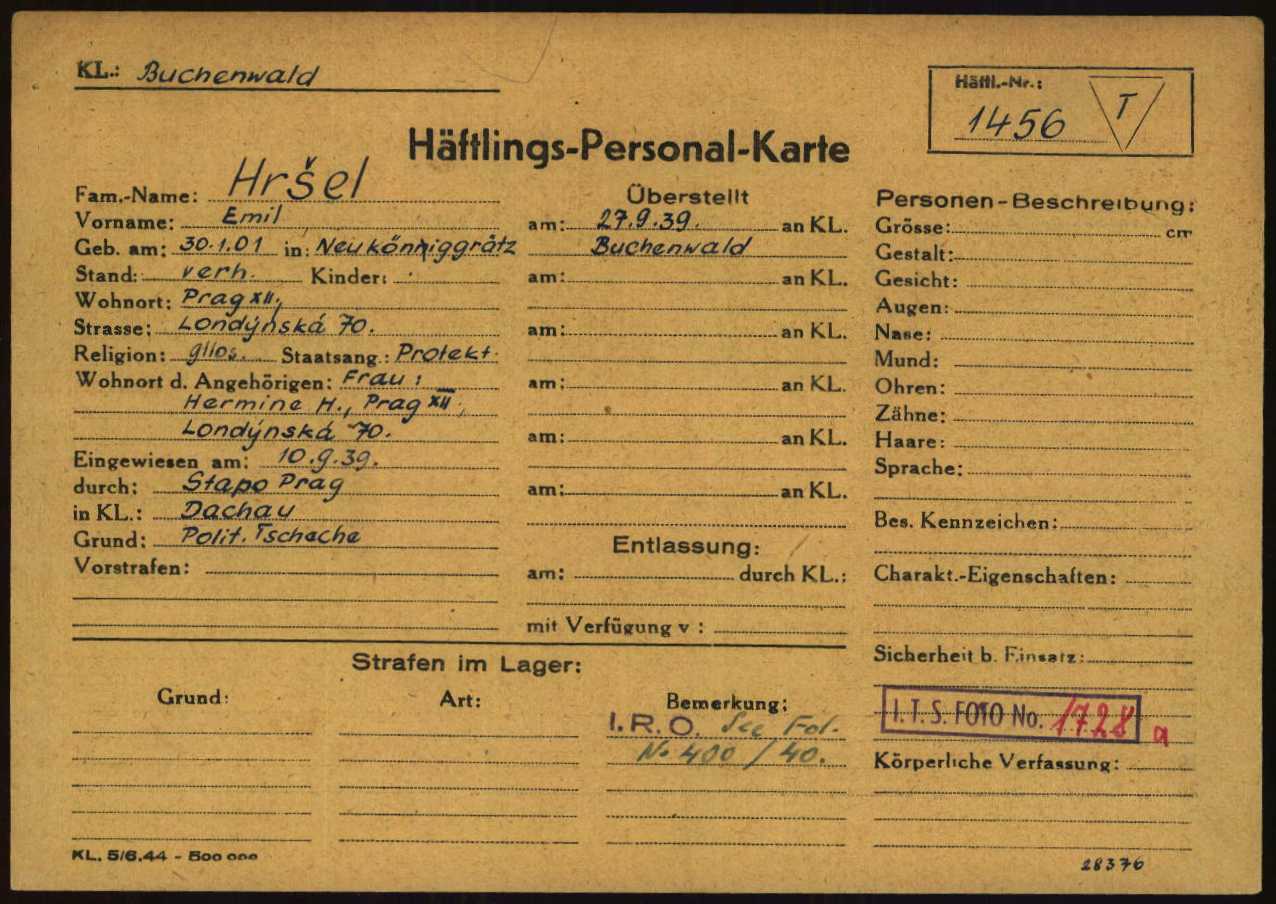 KL.: Buchenwald
Häftl.-Nr.:
1456
T
Häftlings-Personal-Karte
Fam.-Name: Hršel
Vorname: Emil
Geb. am: 30.1.01 in: Neukönniggrätz
Stand: verh. Kinder:
Wohnort: Prag XII,
Strasse: Londýnská 70.
Religion: gllos. Staatsang.: Protekt.
Wohnort d. Angehörigen: Frau:
Hermine H., Prag XII,
Londýnská 70.
Eingewiesen am: 10.9.39.
durch: Stapo Prag
in KL.: Dachau
Grund: Polit. Tscheche
Vorstrafen:
Überstellt
am: 27.9.39. an KL.
Buchenwald
am: an KL.
am: an KL.
am: an KL.
am: an KL.
am: an KL.
Entlassung:
am: durch KL.:
mit Verfügung v :
Personen-Beschreibung:
Grösse: cm
Gestalt:
Gesicht:
Augen:
Nase:
Mund:
Ohren:
Zähne:
Haare:
Sprache:
Bes. Kennzeichen:
Charakt.-Eigenschaften:
Sicherheit b. Einsatz:
I.T.S. FOTO No. 1728 a
Körperliche Verfassung:
Strafen im Lager:
Grund: Art: Bemerkung:
I.R.O. See Fol.
No 400 / 40.
KL. 5/6.44 - 500 000
28376